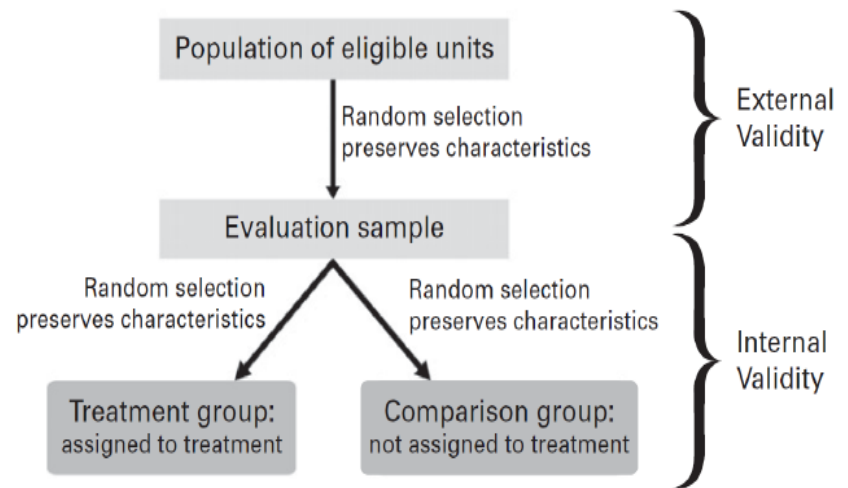 Population of eligible units
Random selection
preserves characteristics
External
Validity
Evaluation sample
Random selection
preserves characteristics
Random selection
preserves characteristics
Internal
Validity
Treatment group:
assigned to treatment
Comparison group:
not assigned to treatment